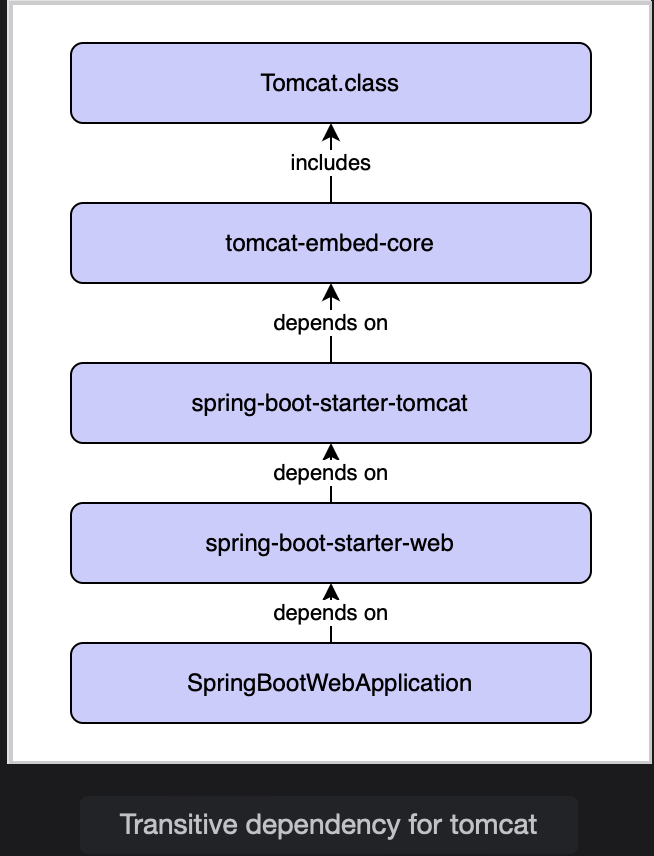 Tomcat.class
includes
tomcat-embed-core
depends on
spring-boot-starter-tomcat
depends on
spring-boot-starter-web
depends on
SpringBootWebApplication
Transitive dependency for tomcat